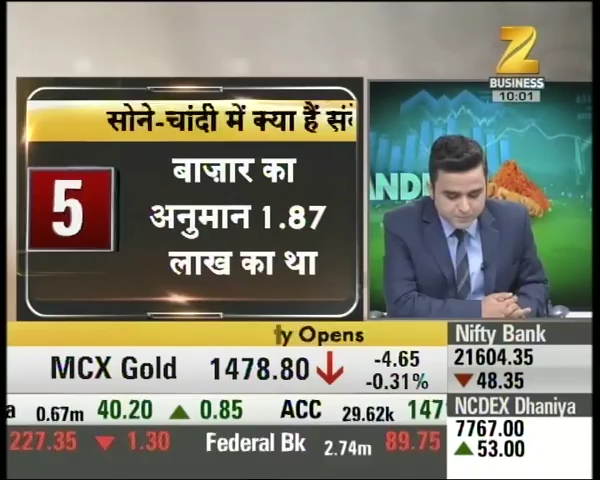 Z
BUSINESS
10:01
सोने-चांदी में क्या हैं
5
बाज़ार का
अनुमान 1.87
लाख का था
AND
ty Opens
MCX Gold 1478.80 -4.65
-0.31%
Nifty Bank
21604.35
48.35
a 0.67m 40.20 0.85 ACC 29.62k 147
NCDEX Dhaniya
7767.00
53.00
227.35 1.30 Federal Bk 2.74m 89.75